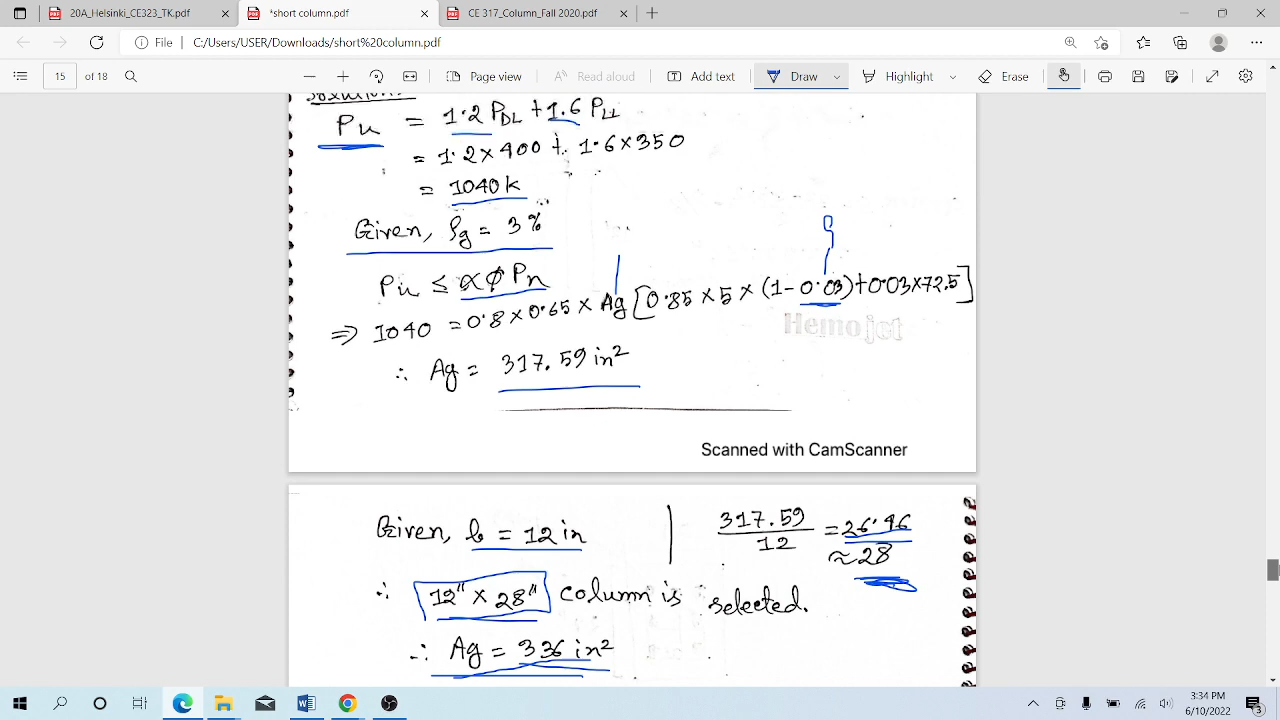 20A_Helsinki_CE323_TK.pdf
*short column.pdf
CE 317_Column_Fall 2020.pdf
File C:/Users/USER/Downloads/short%20column.pdf
15 of 18
Page view
Read aloud
Add text
Draw
Highlight
Erase
Solution:
Pu = 1.2 PDL + 1.6 PLL
= 1.2 × 400 + 1.6 × 350
= 1040 k
Given, ρg = 3%
Pu ≤ αφPn
⇒ 1040 = 0.8 × 0.65 × Ag [0.85 × 5 × (1-0.03) + 0.03 × 72.5]
∴ Ag = 317.59 in²
Scanned with CamScanner
Given, b = 12 in
317.59
12
= 26.46
≈ 28
∴ 12" × 28" column is selected.
∴ Ag = 336 in²
3:34 PM
6/10/2022
3